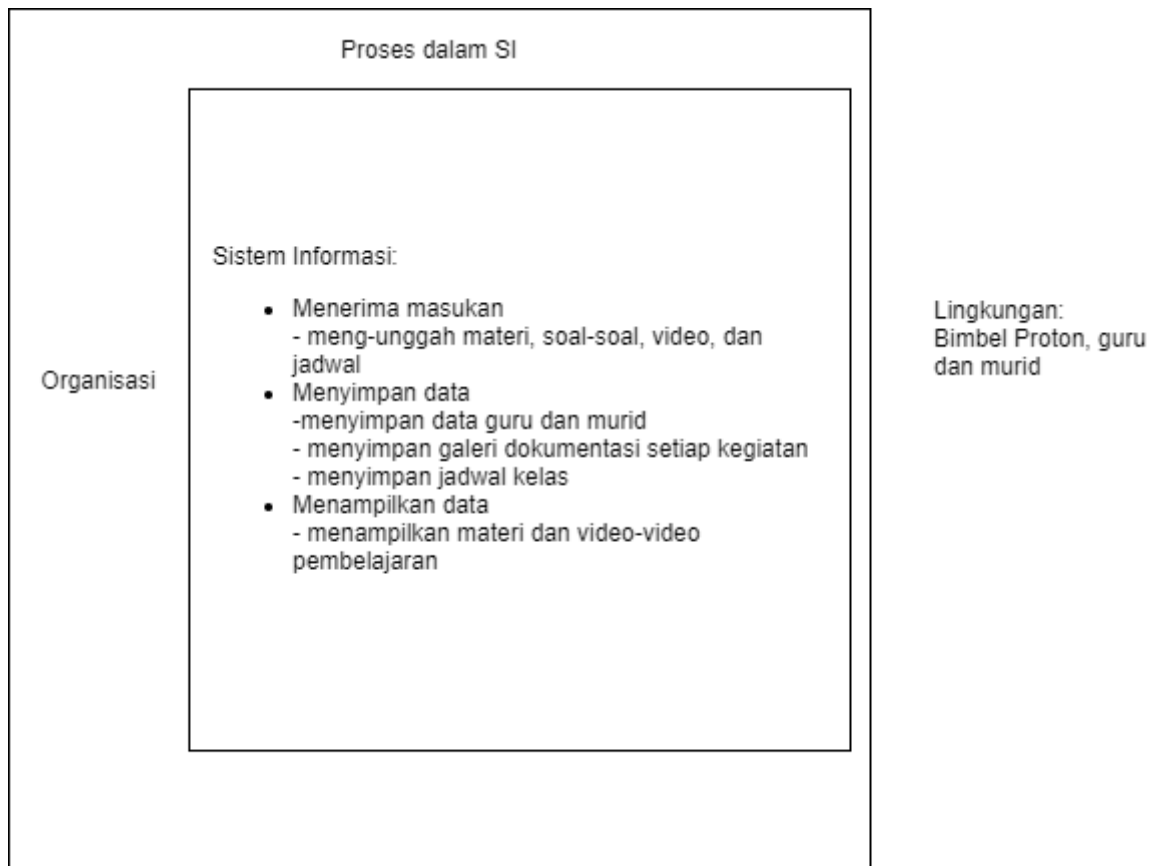 Proses dalam SI
Sistem Informasi:
• Menerima masukan
- meng-unggah materi, soal-soal, video, dan
jadwal
• Menyimpan data
-menyimpan data guru dan murid
- menyimpan galeri dokumentasi setiap kegiatan
- menyimpan jadwal kelas
• Menampilkan data
- menampilkan materi dan video-video
pembelajaran
Organisasi
Lingkungan:
Bimbel Proton, guru
dan murid